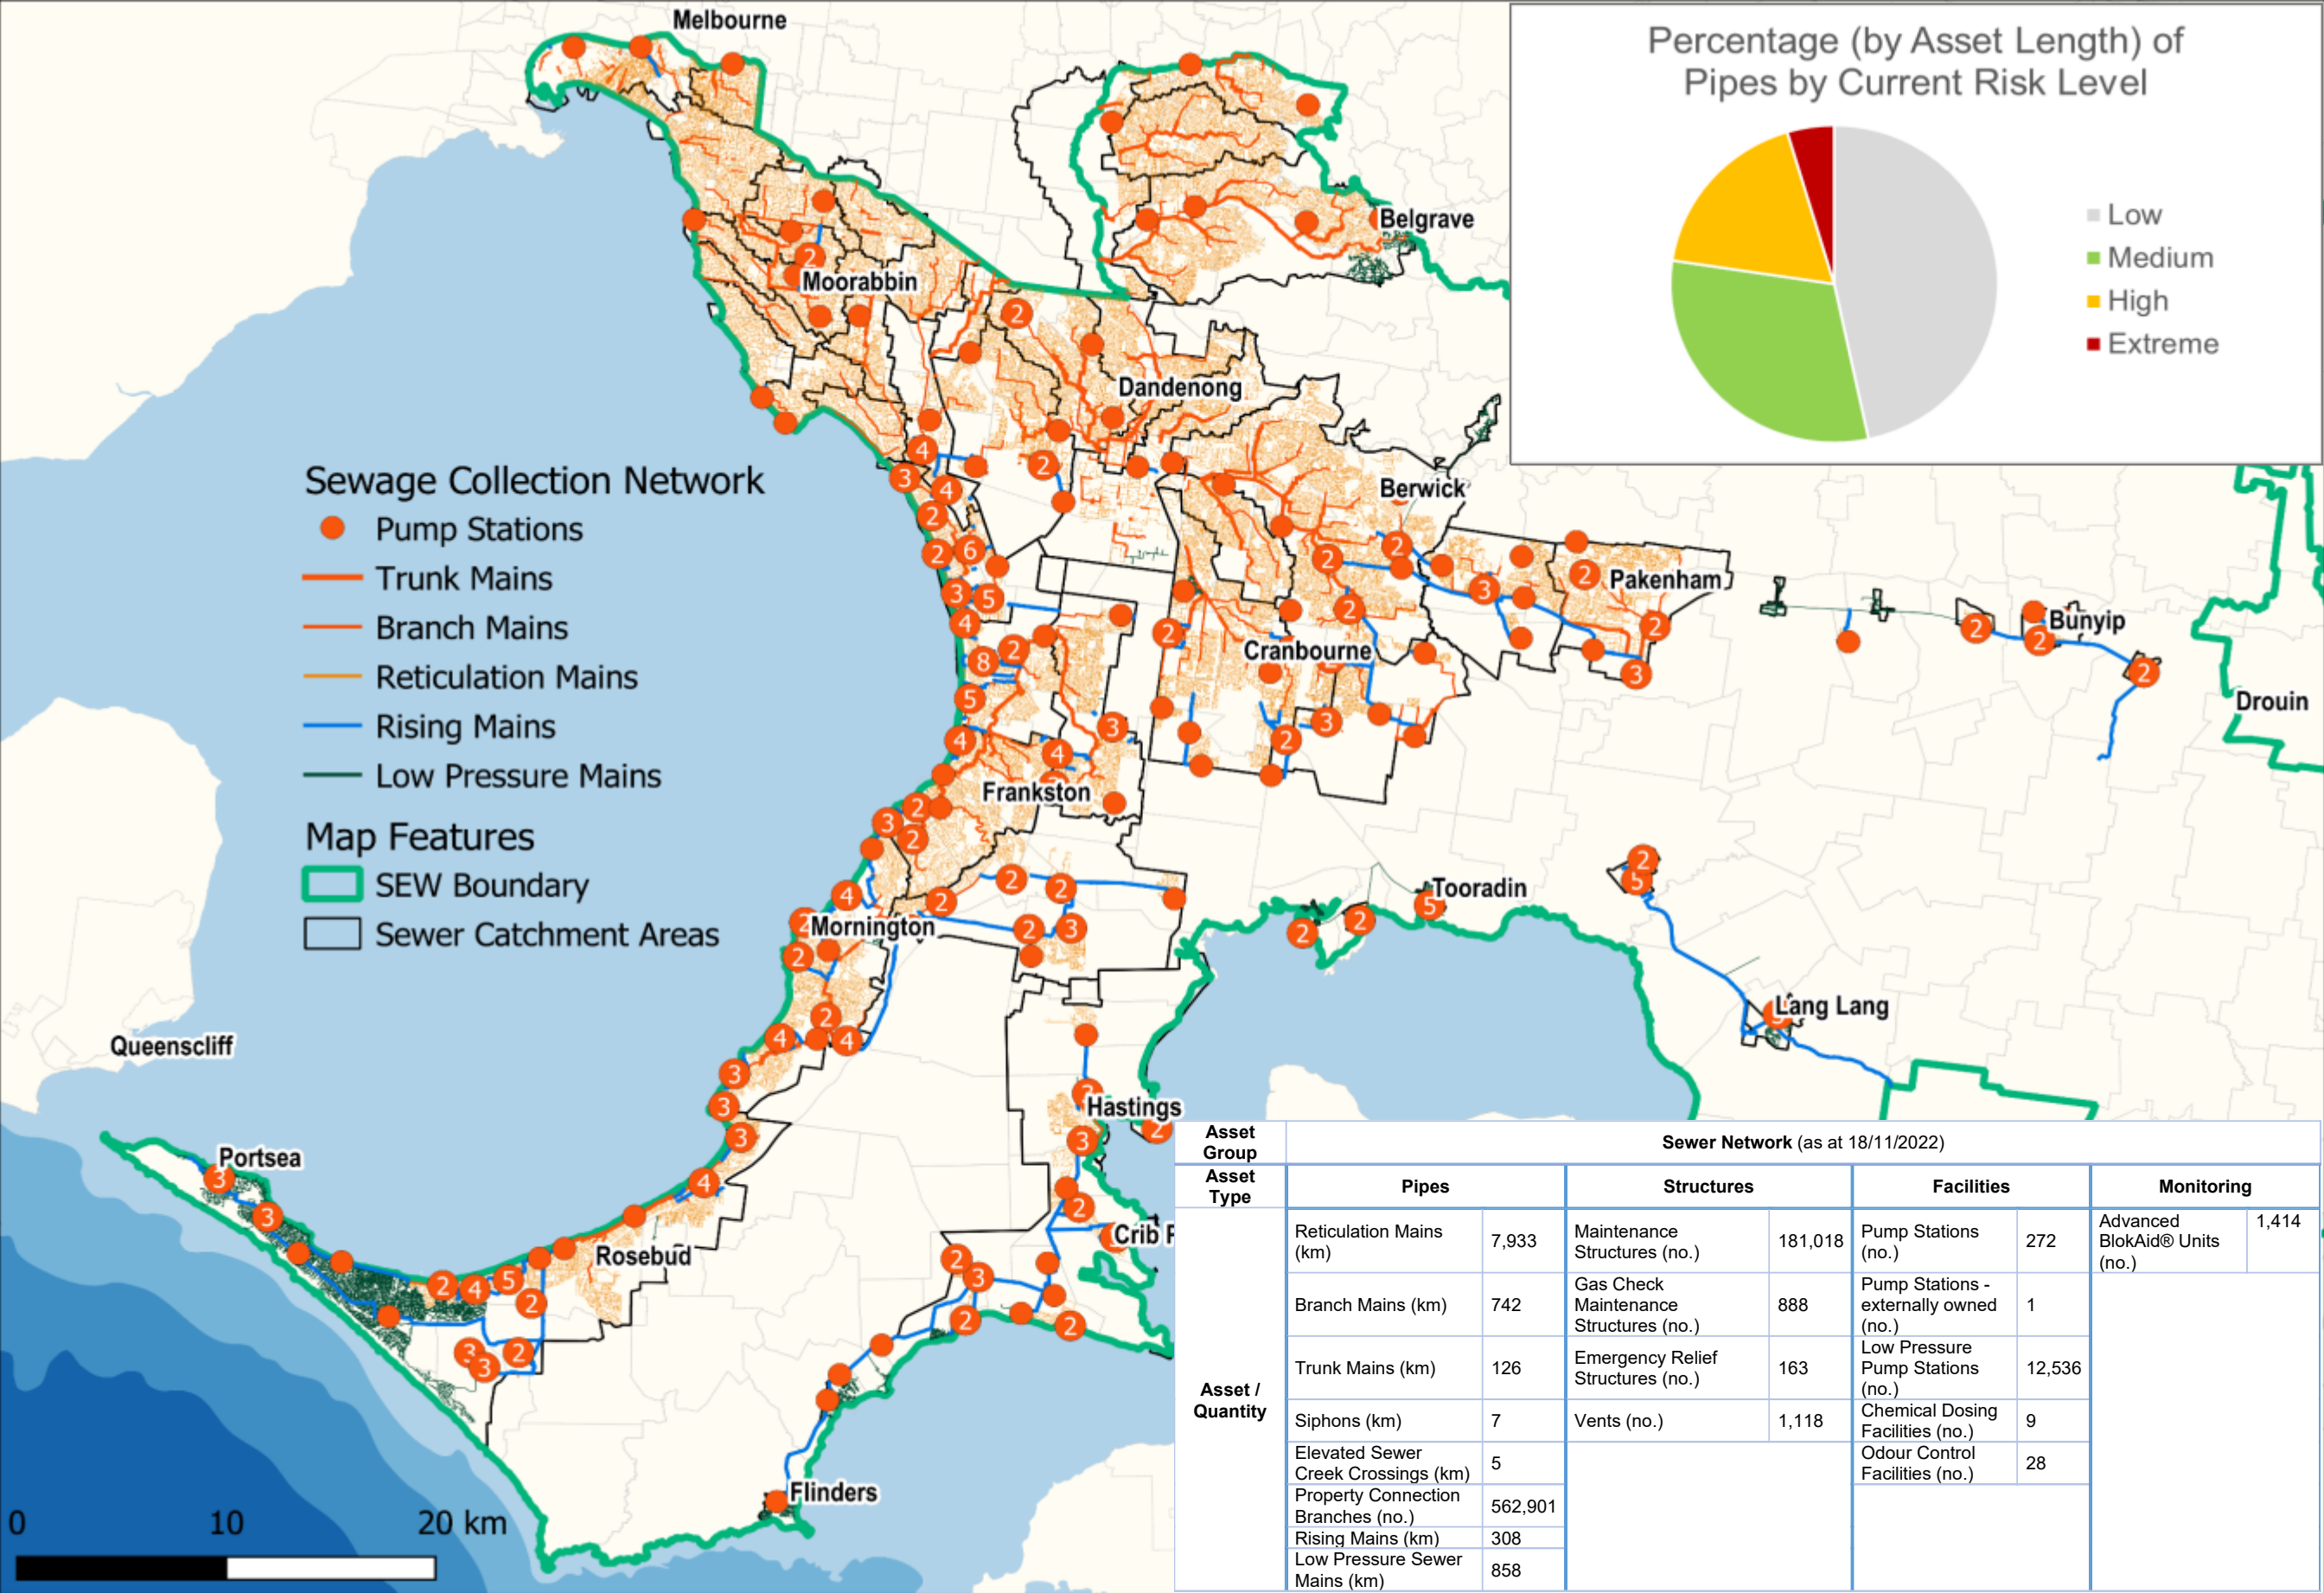 Melbourne
Belgrave
Moorabbin
Dandenong
Berwick
Pakenham
Bunyip
Drouin
Cranbourne
Frankston
Tooradin
Mornington
Lang Lang
Queenscliff
Hastings
Portsea
Crib
Rosebud
Flinders
Percentage (by Asset Length) of
Pipes by Current Risk Level
Low
Medium
High
Extreme
Sewage Collection Network
Pump Stations
Trunk Mains
Branch Mains
Reticulation Mains
Rising Mains
Low Pressure Mains
Map Features
SEW Boundary
Sewer Catchment Areas
0 10 20 km
Asset
Group
Sewer Network (as at 18/11/2022)
Asset
Type
Pipes
Structures
Facilities
Monitoring
Asset /
Quantity
Reticulation Mains
(km)
7,933
Maintenance
Structures (no.)
181,018
Pump Stations
(no.)
272
Advanced
BlokAid® Units
(no.)
1,414
Branch Mains (km)
742
Gas Check
Maintenance
Structures (no.)
888
Pump Stations -
externally owned
(no.)
1
Trunk Mains (km)
126
Emergency Relief
Structures (no.)
163
Low Pressure
Pump Stations
(no.)
12,536
Siphons (km)
7
Vents (no.)
1,118
Chemical Dosing
Facilities (no.)
9
Elevated Sewer
Creek Crossings (km)
5
Odour Control
Facilities (no.)
28
Property Connection
Branches (no.)
562,901
Rising Mains (km)
308
Low Pressure Sewer
Mains (km)
858